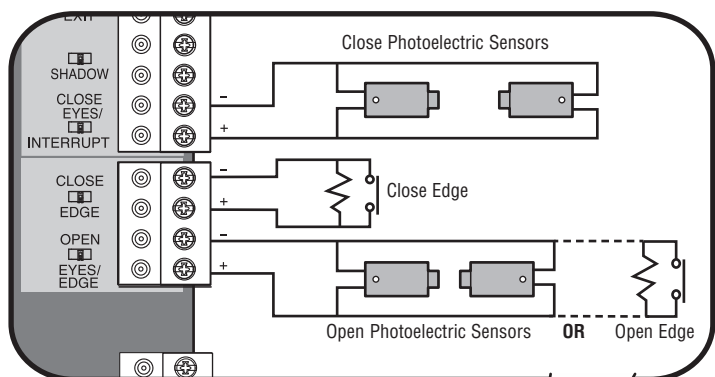 EXIT
Close Photoelectric Sensors
SHADOW
CLOSE
EYES/
INTERRUPT
-
+
CLOSE
EDGE
-
+
Close Edge
OPEN
EYES/
EDGE
-
+
Open Photoelectric Sensors OR Open Edge